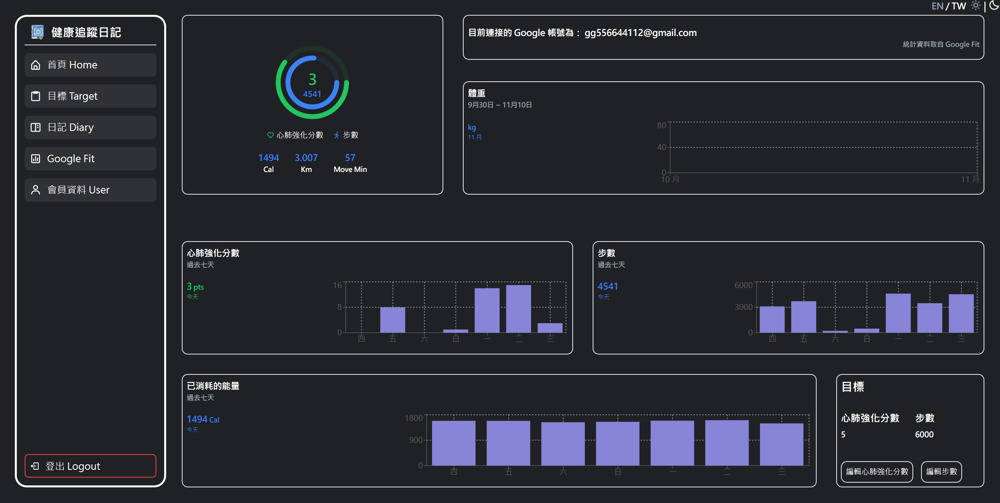 EN / TW |
健康追蹤日記
首頁 Home
目標 Target
日記 Diary
Google Fit
會員資料 User
登出 Logout
3
4541
心肺強化分數 步數
1494 3.007 57
Cal Km Move Min
目前連接的 Google 帳號為： gg556644112@gmail.com
統計資料取自 Google Fit
體重
9月30日 ~ 11月10日
kg
11 月
80
40
0
10 月 11 月
心肺強化分數
過去七天
3 pts
今天
16
8
0
四 五 六 日 一 二 三
步數
過去七天
4541
今天
6000
3000
0
四 五 六 日 一 二 三
已消耗的能量
過去七天
1494 Cal
今天
1800
900
0
四 五 六 日 一 二 三
目標
心肺強化分數 步數
5 6000
編輯心肺強化分數 編輯步數
DIARY